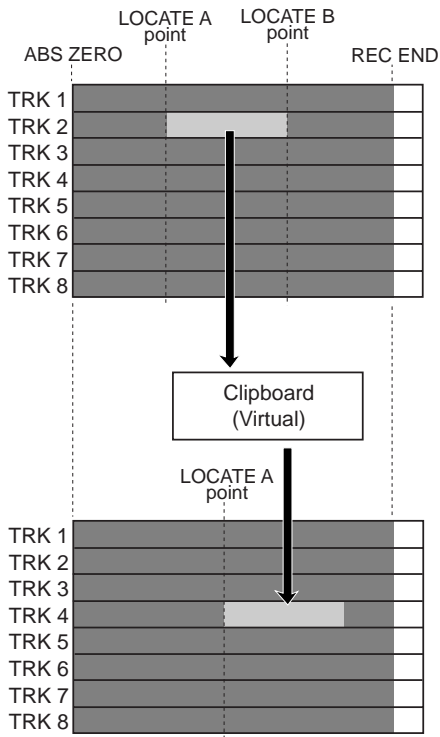 LOCATE A
point
LOCATE B
point
ABS ZERO
REC END
TRK 1
TRK 2
TRK 3
TRK 4
TRK 5
TRK 6
TRK 7
TRK 8
Clipboard
(Virtual)
LOCATE A
point
TRK 1
TRK 2
TRK 3
TRK 4
TRK 5
TRK 6
TRK 7
TRK 8